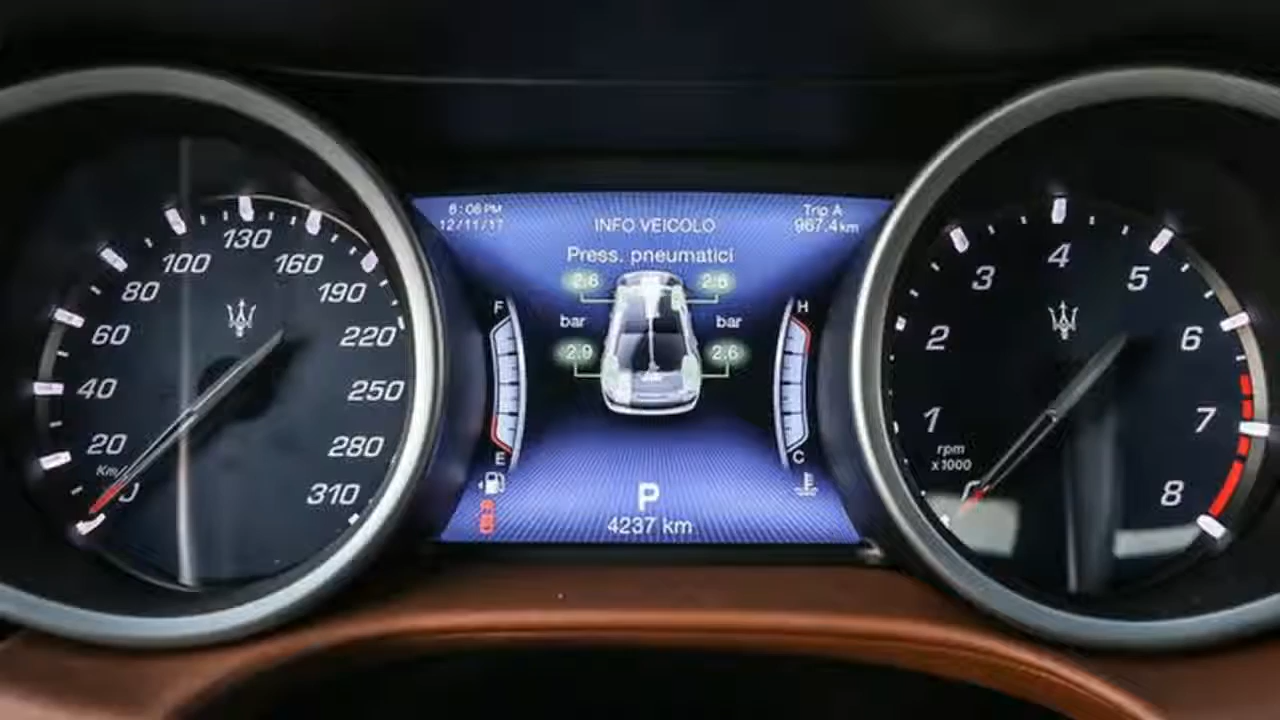 20
40
60
80
100
130
160
190
220
250
280
310
Km/h
0
6:08 PM
12/11/17
INFO VEICOLO
Trip A
967.4 km
Press. pneumatici
2.6
2.6
bar
bar
2.9
2.6
F
E
H
C
P
4237 km
0
1
2
3
4
5
6
7
8
rpm
x1000